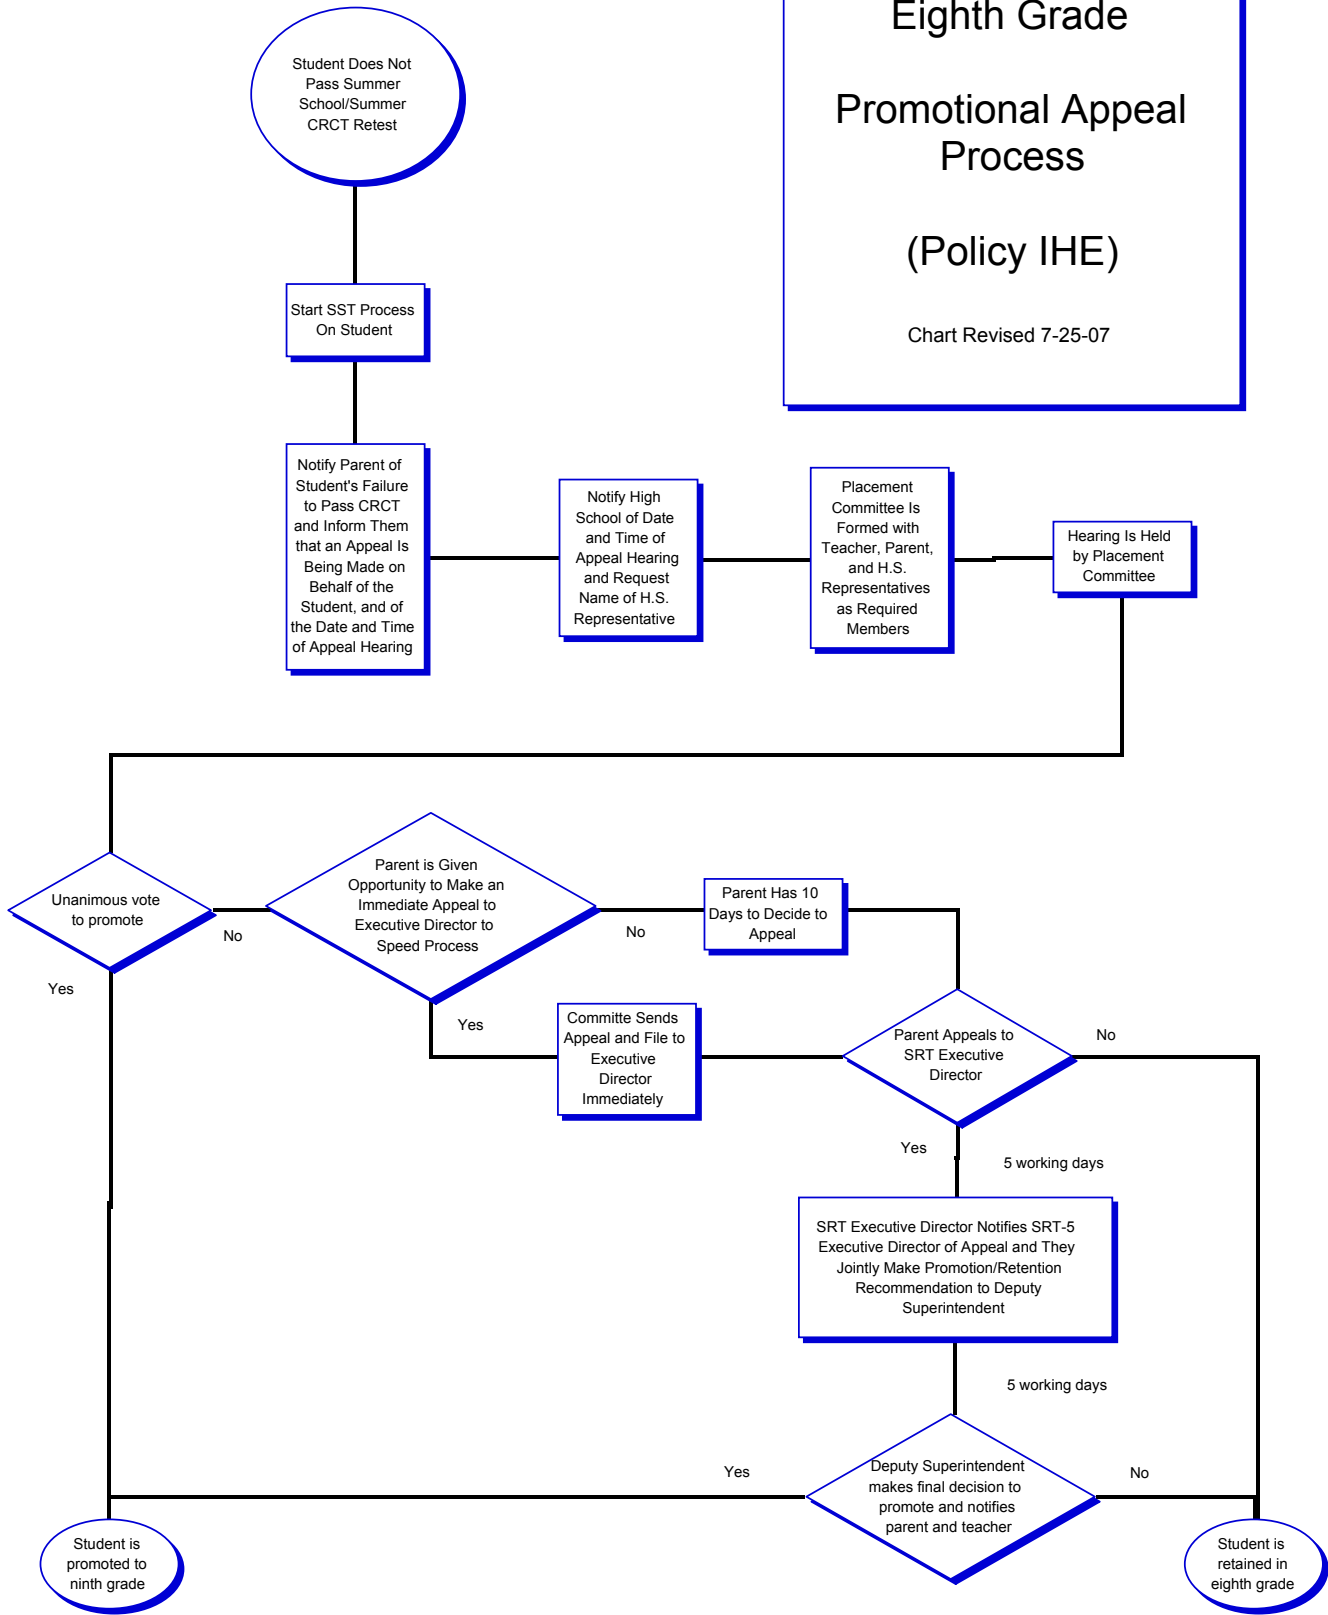 Eighth Grade
Promotional Appeal
Process
(Policy IHE)
Chart Revised 7-25-07
Student Does Not
Pass Summer
School/Summer
CRCT Retest
Start SST Process
On Student
Notify Parent of
Student's Failure
to Pass CRCT
and Inform Them
that an Appeal Is
Being Made on
Behalf of the
Student, and of
the Date and Time
of Appeal Hearing
Notify High
School of Date
and Time of
Appeal Hearing
and Request
Name of H.S.
Representative
Placement
Committee Is
Formed with
Teacher, Parent,
and H.S.
Representatives
as Required
Members
Hearing Is Held
by Placement
Committee
Unanimous vote
to promote
No
Yes
Parent is Given
Opportunity to Make an
Immediate Appeal to
Executive Director to
Speed Process
No
Yes
Parent Has 10
Days to Decide to
Appeal
Committe Sends
Appeal and File to
Executive
Director
Immediately
Parent Appeals to
SRT Executive
Director
No
Yes
5 working days
SRT Executive Director Notifies SRT-5
Executive Director of Appeal and They
Jointly Make Promotion/Retention
Recommendation to Deputy
Superintendent
5 working days
Deputy Superintendent
makes final decision to
promote and notifies
parent and teacher
Yes
No
Student is
promoted to
ninth grade
Student is
retained in
eighth grade